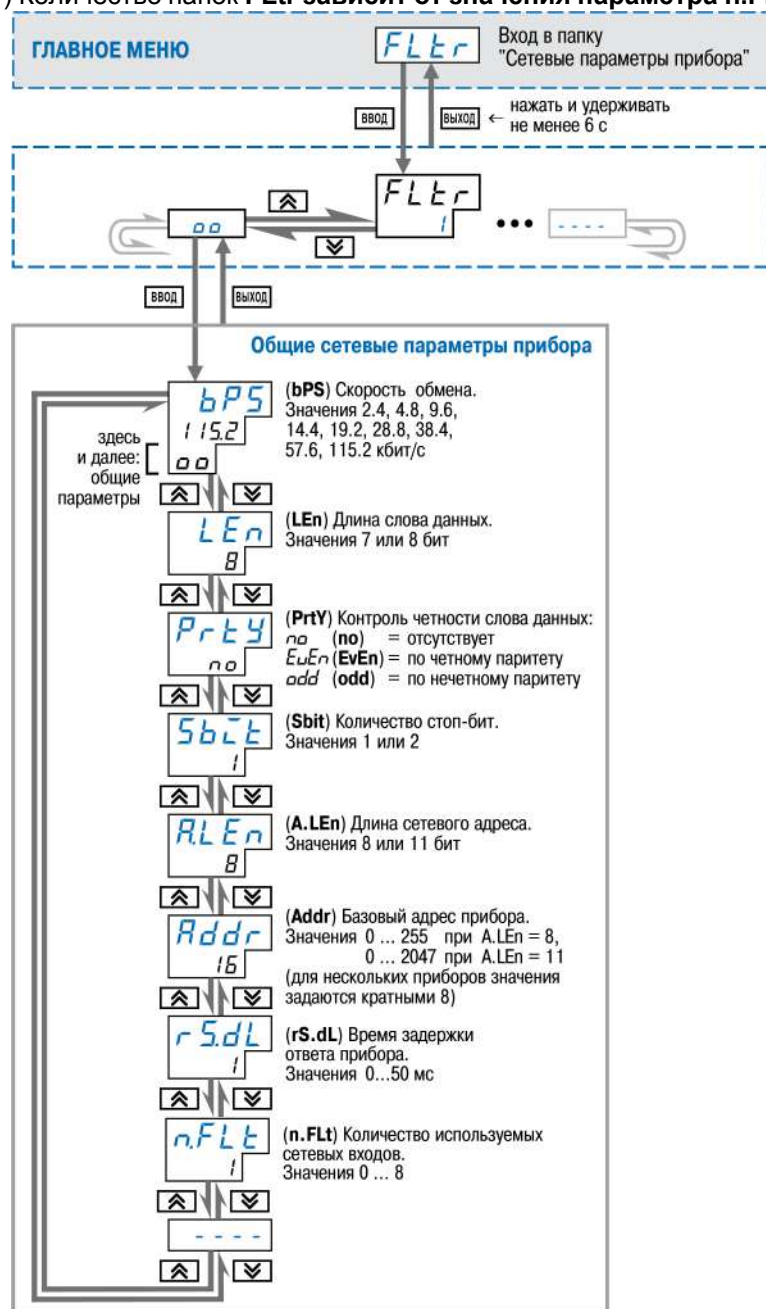 ) Количество папок FLtr зависит от значения параметра n.F
ГЛАВНОЕ МЕНЮ
FLtr
Вход в папку
"Сетевые параметры прибора"
ВВОД
ВЫХОД
← нажать и удерживать
не менее 6 с
oo
FLtr
1
•••
- - - -
ВВОД
ВЫХОД
Общие сетевые параметры прибора
bPS
115.2
oo
здесь
и далее:
общие
параметры
(bPS) Скорость обмена.
Значения 2.4, 4.8, 9.6,
14.4, 19.2, 28.8, 38.4,
57.6, 115.2 кбит/с
LEn
8
(LEn) Длина слова данных.
Значения 7 или 8 бит
PrtY
no
(PrtY) Контроль четности слова данных:
no (no) = отсутствует
EvEn (EvEn) = по четному паритету
odd (odd) = по нечетному паритету
Sbit
1
(Sbit) Количество стоп-бит.
Значения 1 или 2
A.LEn
8
(A.LEn) Длина сетевого адреса.
Значения 8 или 11 бит
Addr
16
(Addr) Базовый адрес прибора.
Значения 0 ... 255 при A.LEn = 8,
0 ... 2047 при A.LEn = 11
(для нескольких приборов значения
задаются кратными 8)
rS.dL
1
(rS.dL) Время задержки
ответа прибора.
Значения 0...50 мс
n.FLt
1
(n.FLt) Количество используемых
сетевых входов.
Значения 0 ... 8
- - - -